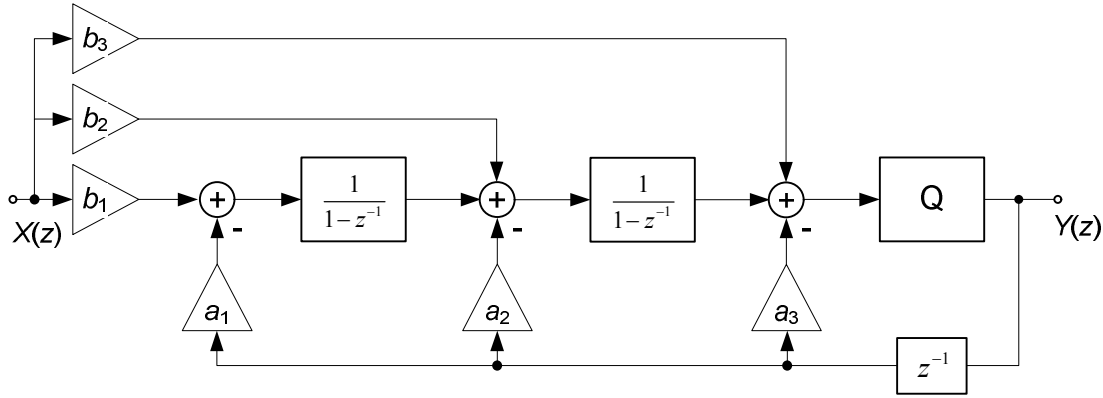 b₃
b₂
b₁
X(z)
+
1
1 − z⁻¹
+
1
1 − z⁻¹
+
Q
Y(z)
-
-
-
a₁
a₂
a₃
z⁻¹